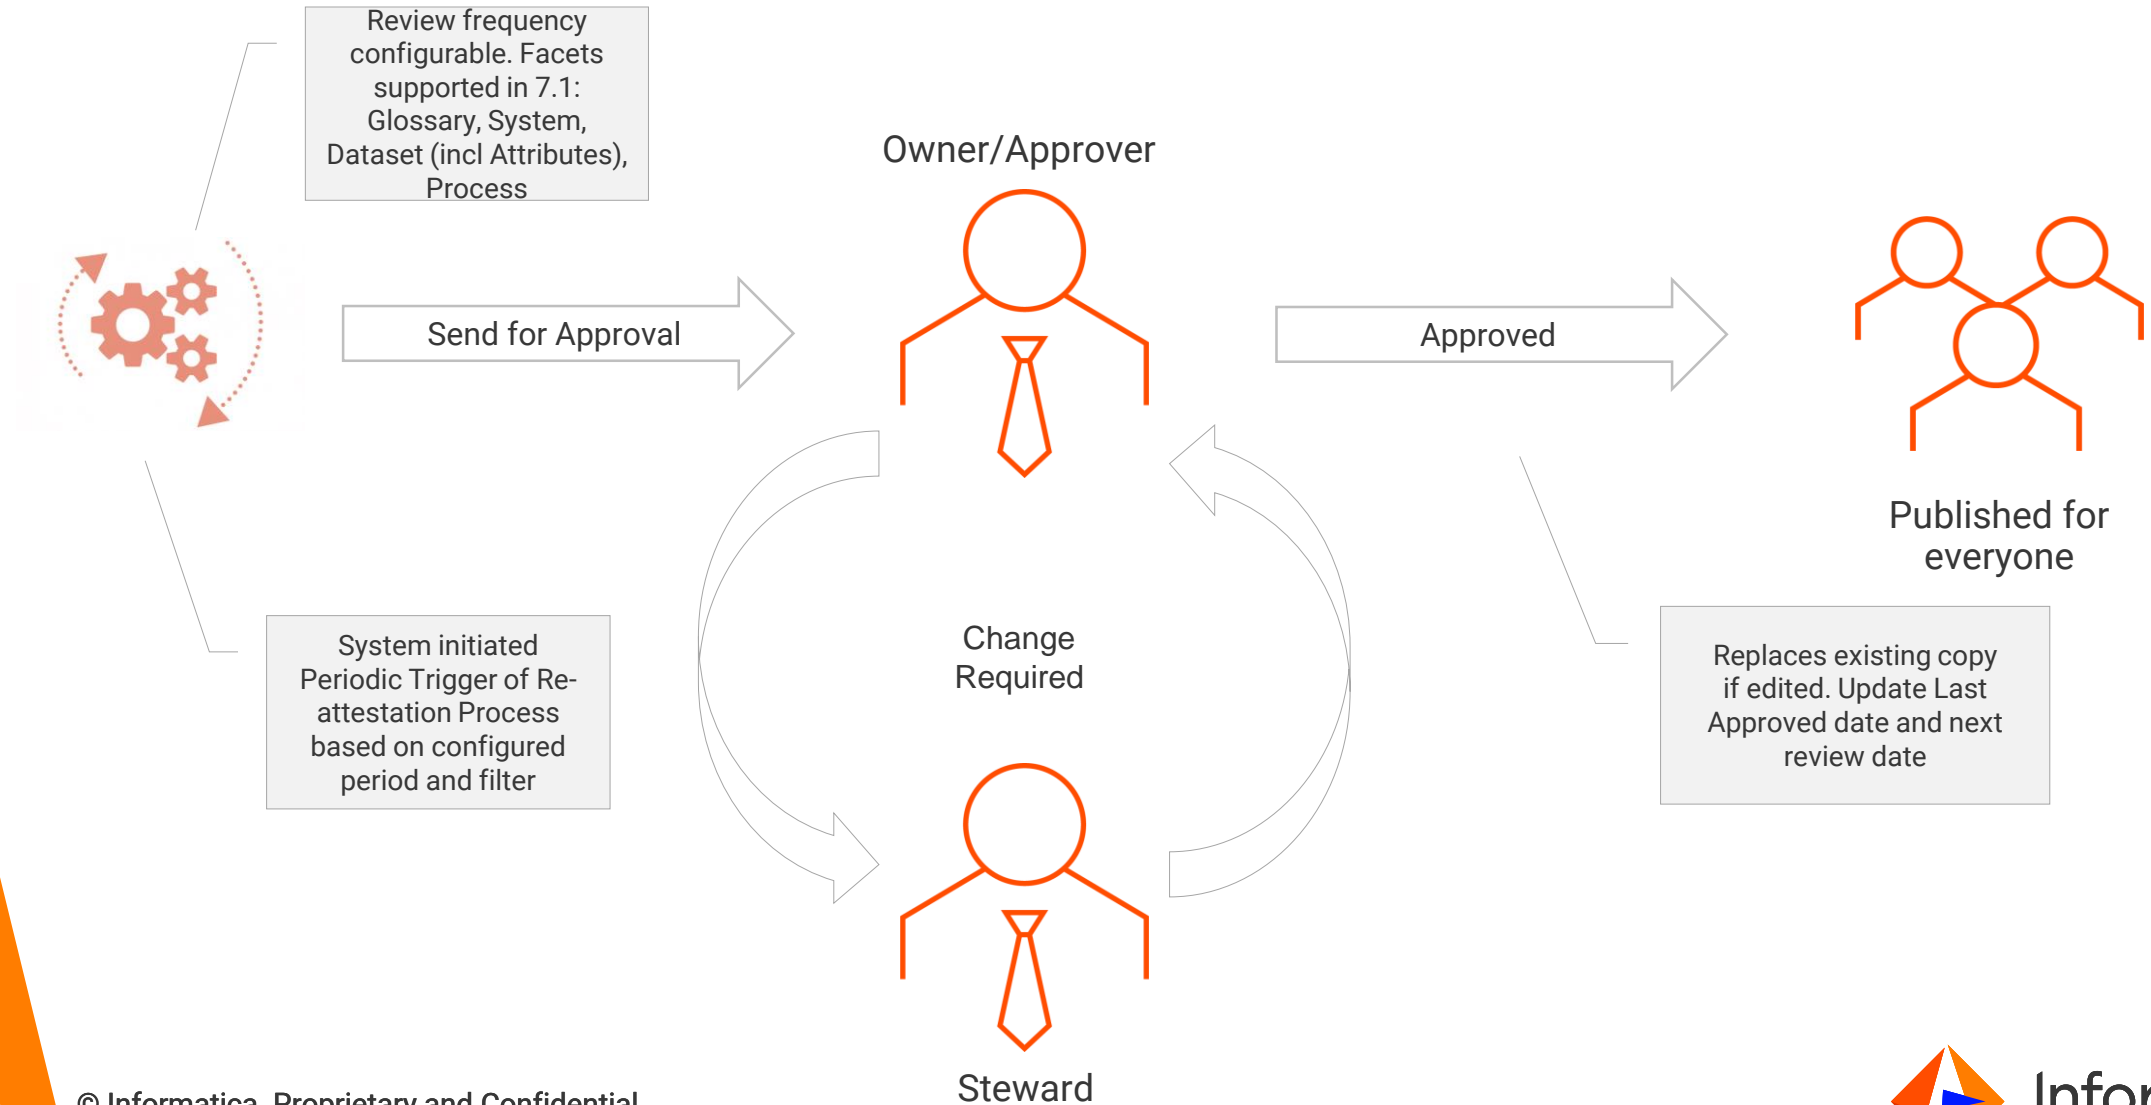 Review frequency
configurable. Facets
supported in 7.1:
Glossary, System,
Dataset (incl Attributes),
Process
Owner/Approver
Send for Approval
Approved
Published for
everyone
Change
Required
System initiated
Periodic Trigger of Re-
attestation Process
based on configured
period and filter
Replaces existing copy
if edited. Update Last
Approved date and next
review date
Steward
© Informatica. Proprietary and Confidential.
Infor